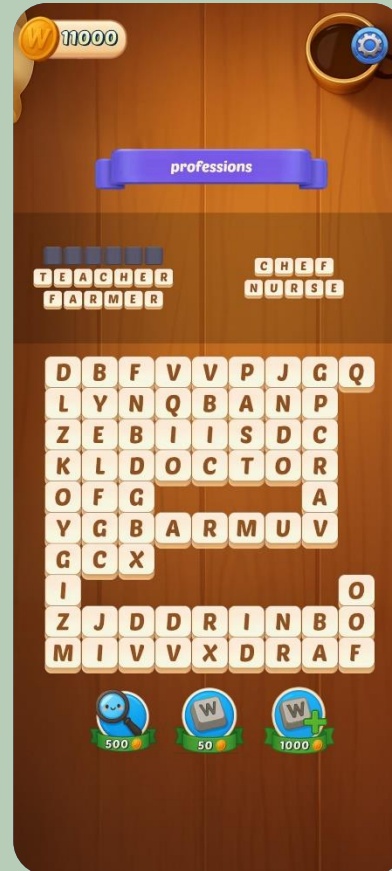 W 11000
professions
TEACHER
FARMER
CHEF
NURSE
D B F V V P J G Q
L Y N Q B A N P
Z E B I I S D C
K L D O C T O R
O F G A
Y G B A R M U V
G C X
I O
Z J D D R I N B O
M I V V X D R A F
W W
500 50 1000